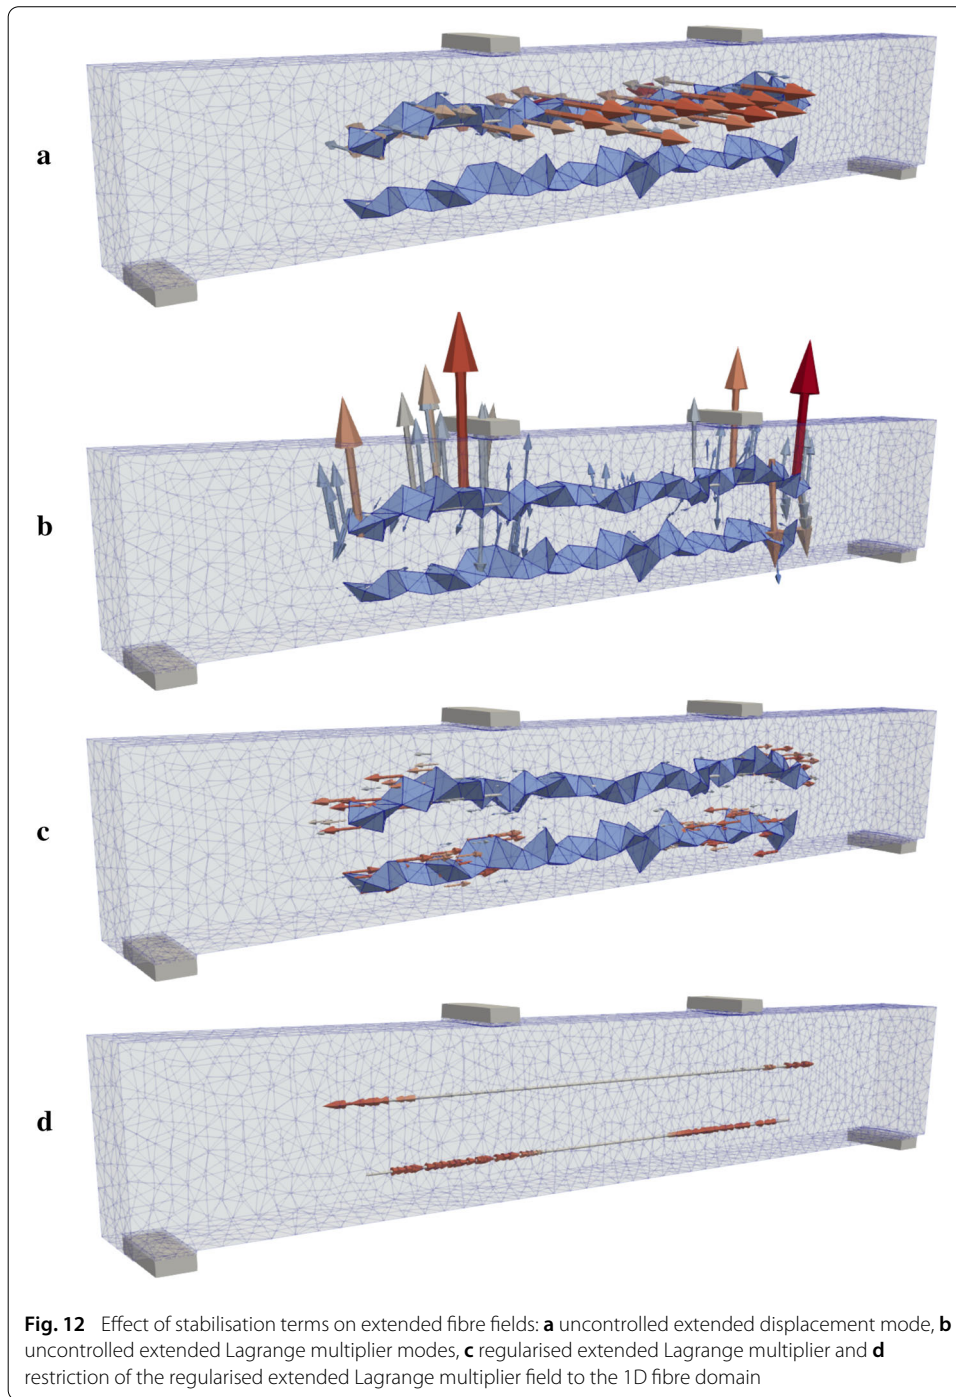 a
b
c
d
Fig. 12 Effect of stabilisation terms on extended fibre fields: a uncontrolled extended displacement mode, b
uncontrolled extended Lagrange multiplier modes, c regularised extended Lagrange multiplier and d
restriction of the regularised extended Lagrange multiplier field to the 1D fibre domain